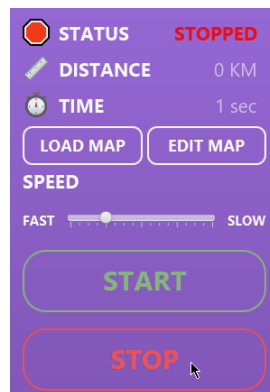 STATUS STOPPED
DISTANCE 0 KM
TIME 1 sec
LOAD MAP EDIT MAP
SPEED
FAST SLOW
START
STOP